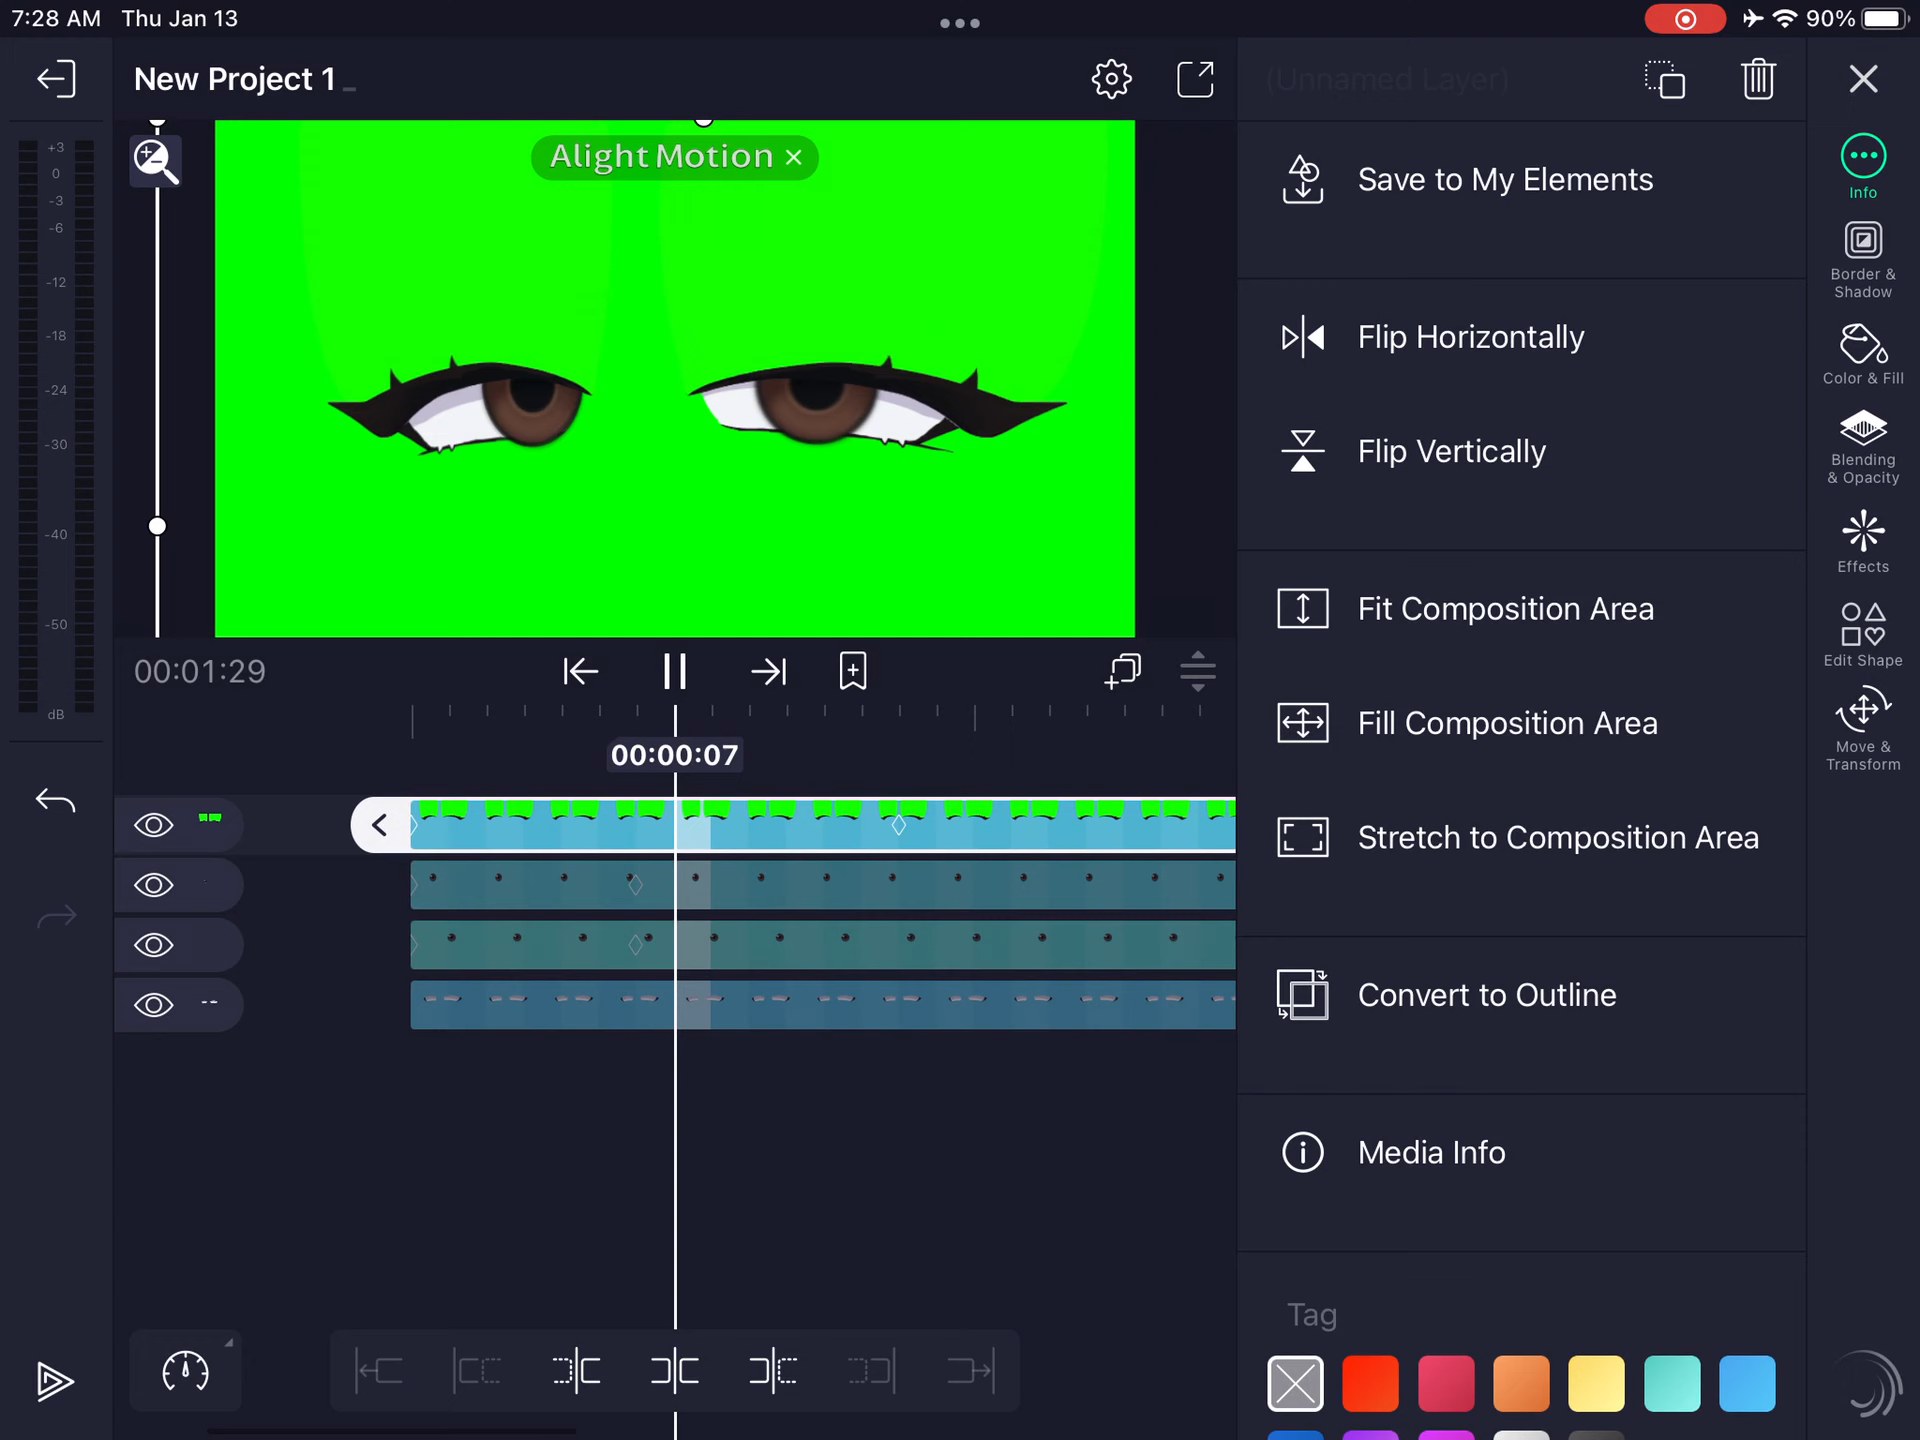 7:28 AM Thu Jan 13
90%
New Project 1
(Unnamed Layer)
Alight Motion ×
Save to My Elements
Flip Horizontally
Flip Vertically
Fit Composition Area
Fill Composition Area
Stretch to Composition Area
Convert to Outline
Media Info
Tag
Info
Border &
Shadow
Color & Fill
Blending
& Opacity
Effects
Edit Shape
Move &
Transform
+3
0
-3
-6
-12
-18
-24
-30
-40
-50
dB
00:01:29
00:00:07